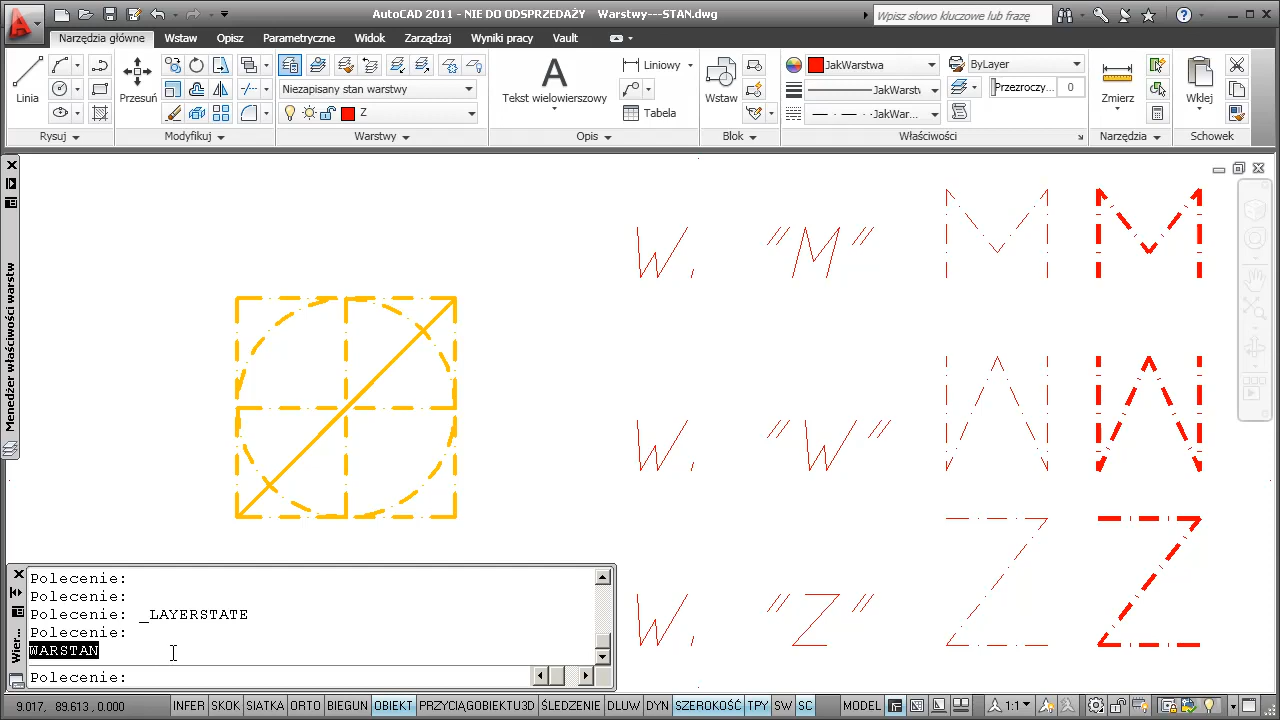 AutoCAD 2011 - NIE DO ODSPRZEDAŻY Warstwy---STAN.dwg
Wpisz słowo kluczowe lub frazę
Narzędzia główne Wstaw Opisz Parametryczne Widok Zarządzaj Wyniki pracy Vault
Linia
Przesuń
Niezapisany stan warstwy
Z
A
Tekst wielowierszowy
Liniowy
Tabela
Wstaw
JakWarstwa
JakWarstw
JakWar...
ByLayer
Przezroczy... 0
Zmierz
Wklej
Rysuj Modyfikuj Warstwy Opis Blok Właściwości Narzędzia Schowek
Menedżer właściwości warstw
W. "M" M M
W. "W" W W
W. "Z" Z Z
Wier...
Polecenie:
Polecenie:
Polecenie: _LAYERSTATE
Polecenie:
WARSTAN
Polecenie:
9.017, 89.613, 0.000 INFER SKOK SIATKA ORTO BIEGUN OBIEKT PRZYCIĄGOBIEKTU3D ŚLEDZENIE DLUW DYN SZEROKOŚĆ TPY SW SC MODEL 1:1